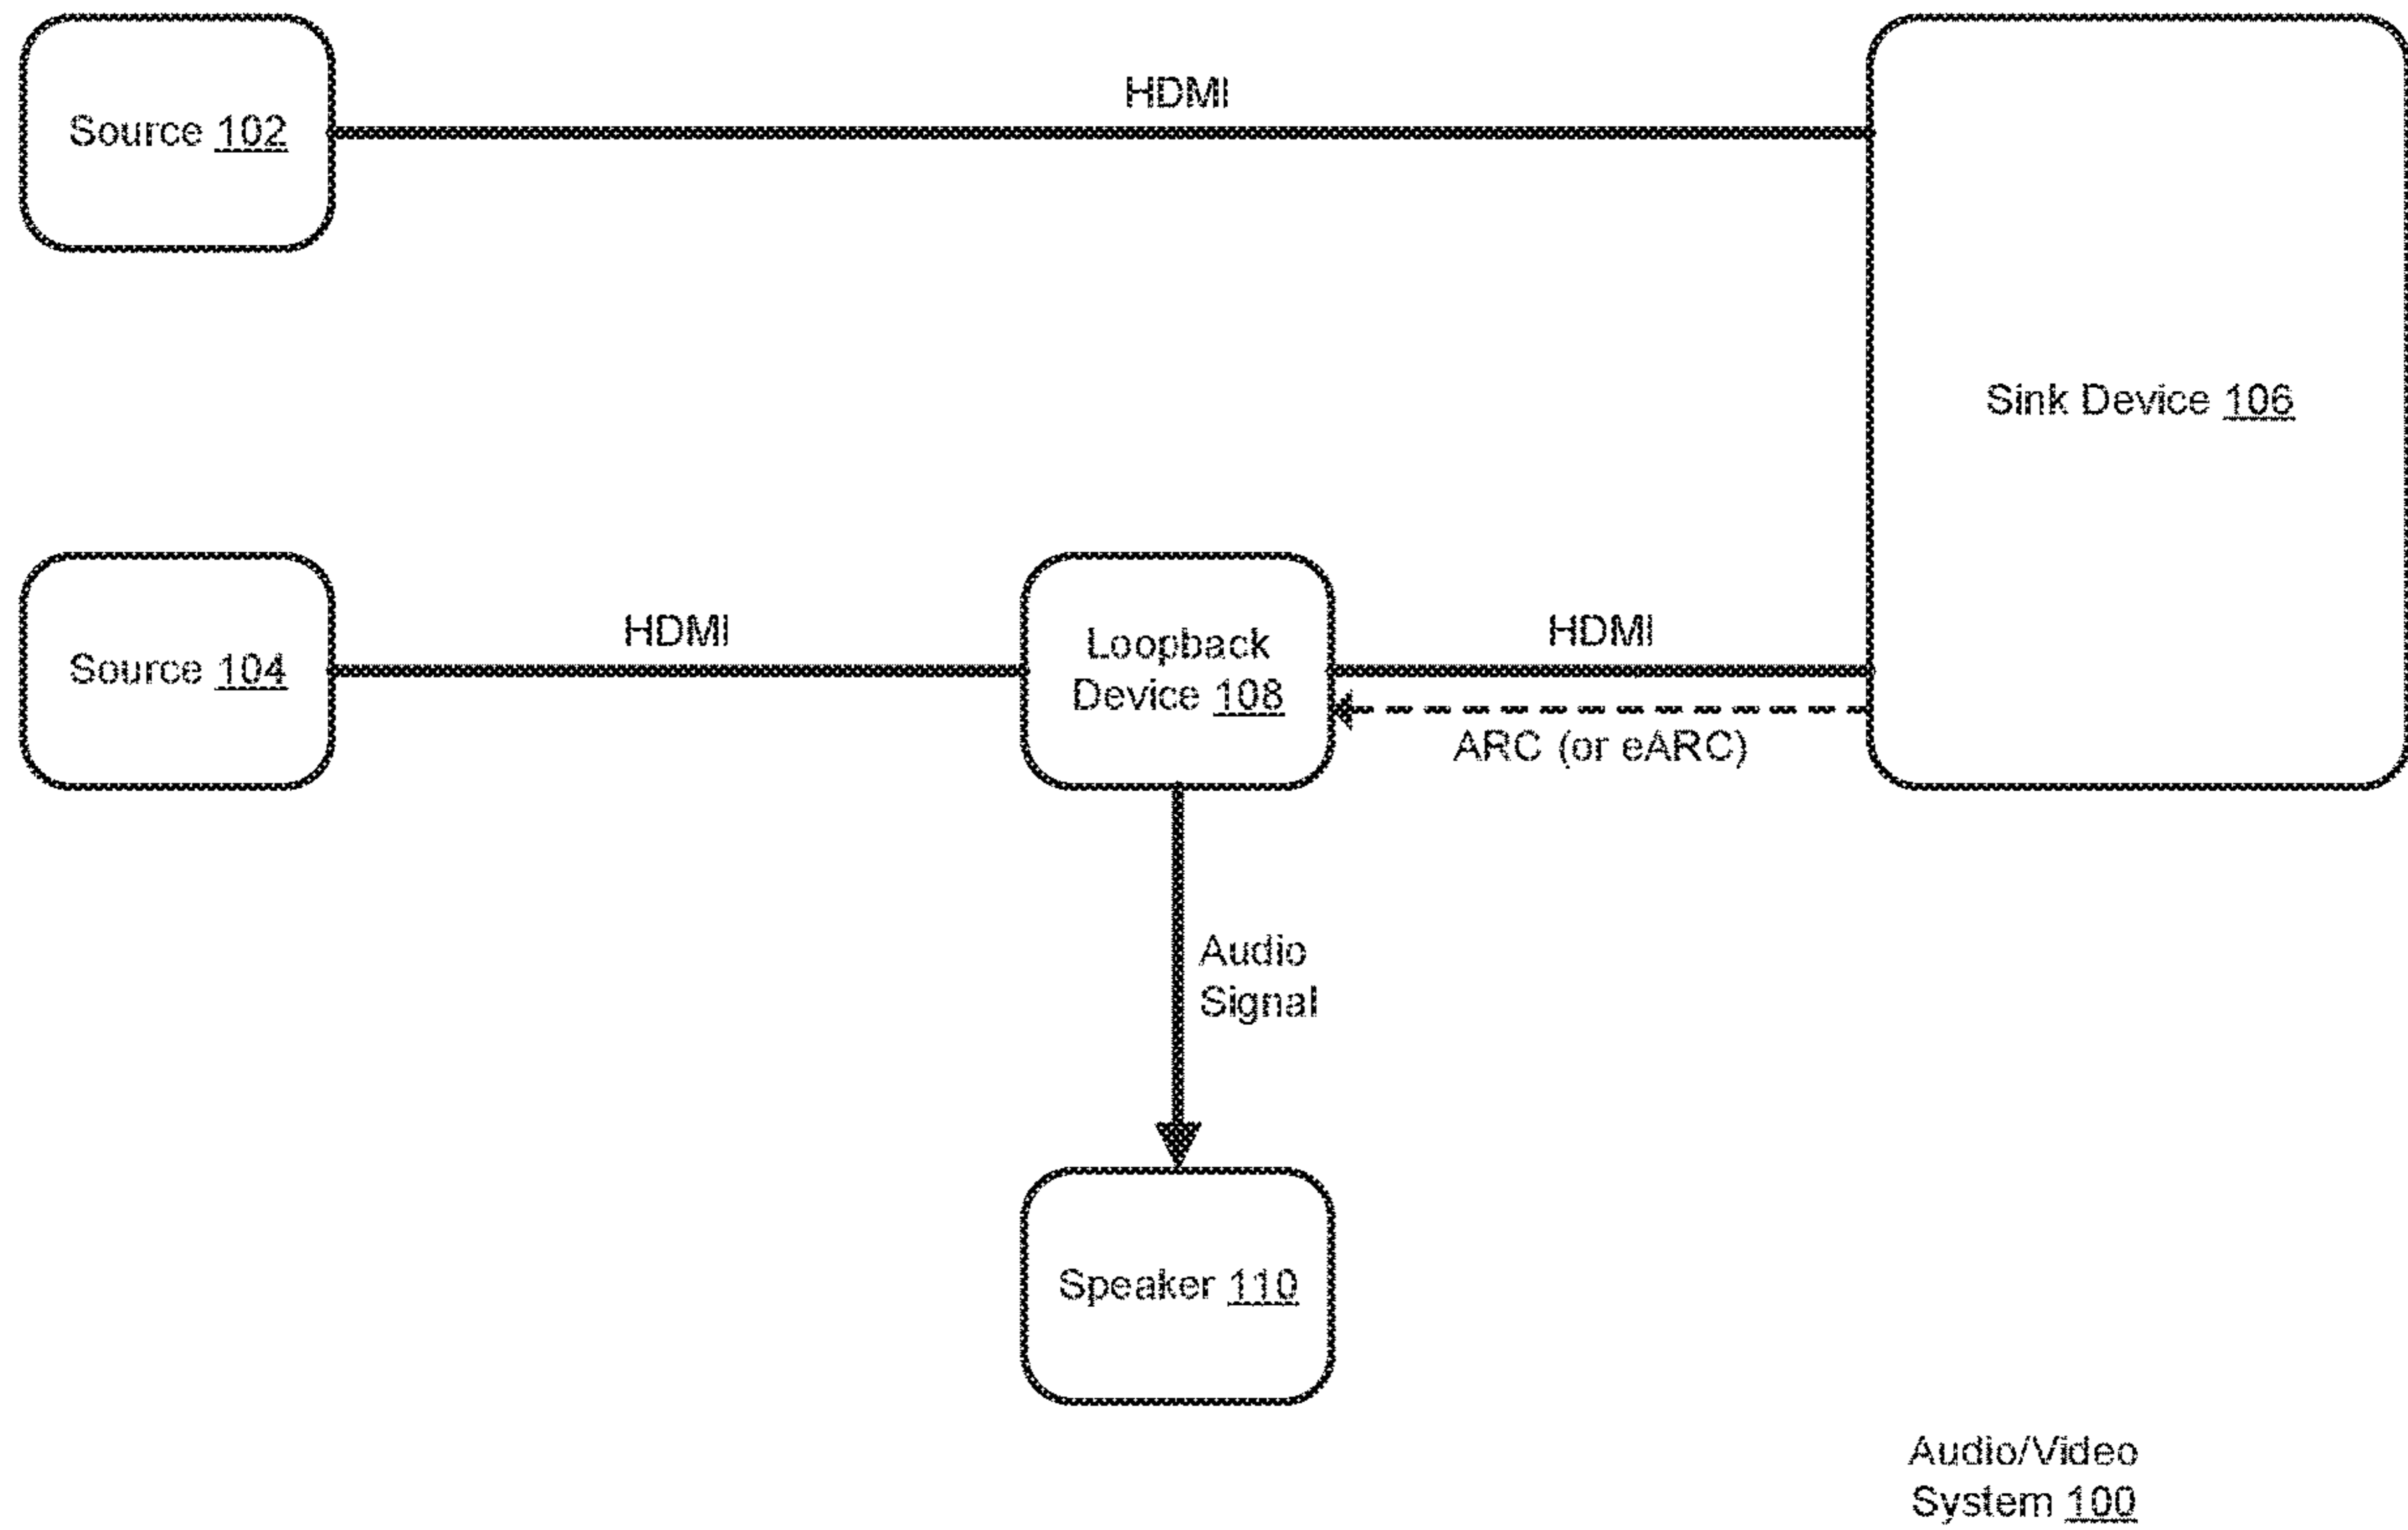 HDMI
Source 102
Sink Device 106
HDMI
HDMI
Source 104
Loopback
Device 108
ARC (or eARC)
Audio
Signal
Speaker 110
Audio/Video
System 100